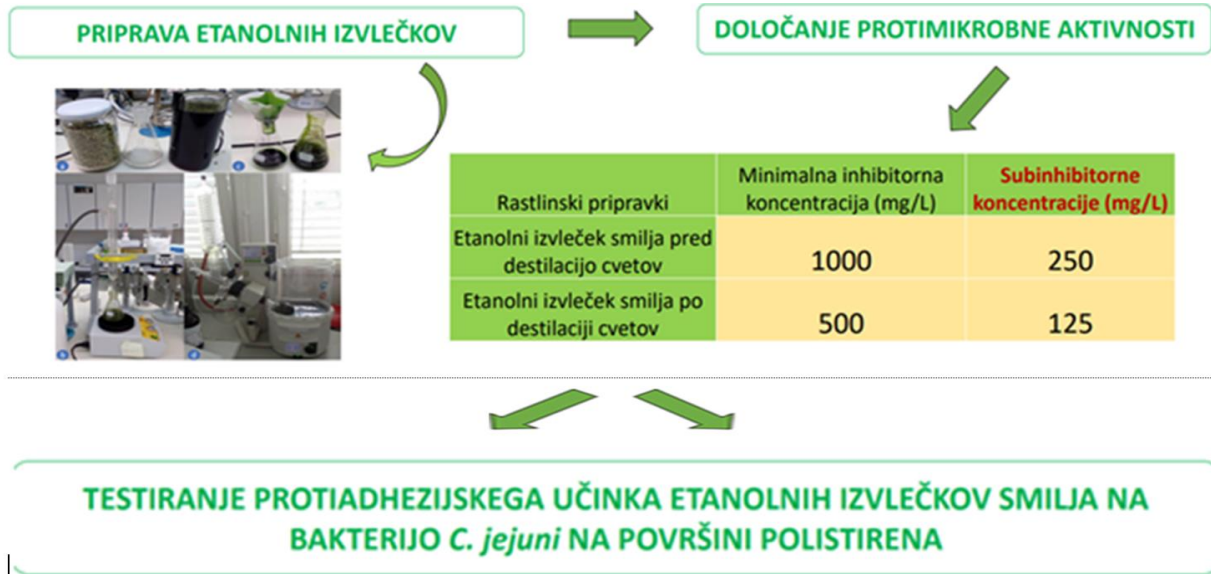 PRIPRAVA ETANOLNIH IZVLEČKOV
DOLOČANJE PROTIMIKROBNE AKTIVNOSTI
a
c
b
d
Rastlinski pripravki
Minimalna inhibitorna
koncentracija (mg/L)
Subinhibitorne
koncentracije (mg/L)
Etanolni izvleček smilja pred
destilacijo cvetov
1000
250
Etanolni izvleček smilja po
destilaciji cvetov
500
125
TESTIRANJE PROTIADHEZIJSKEGA UČINKA ETANOLNIH IZVLEČKOV SMILJA NA
BAKTERIJO C. jejuni NA POVRŠINI POLISTIRENA